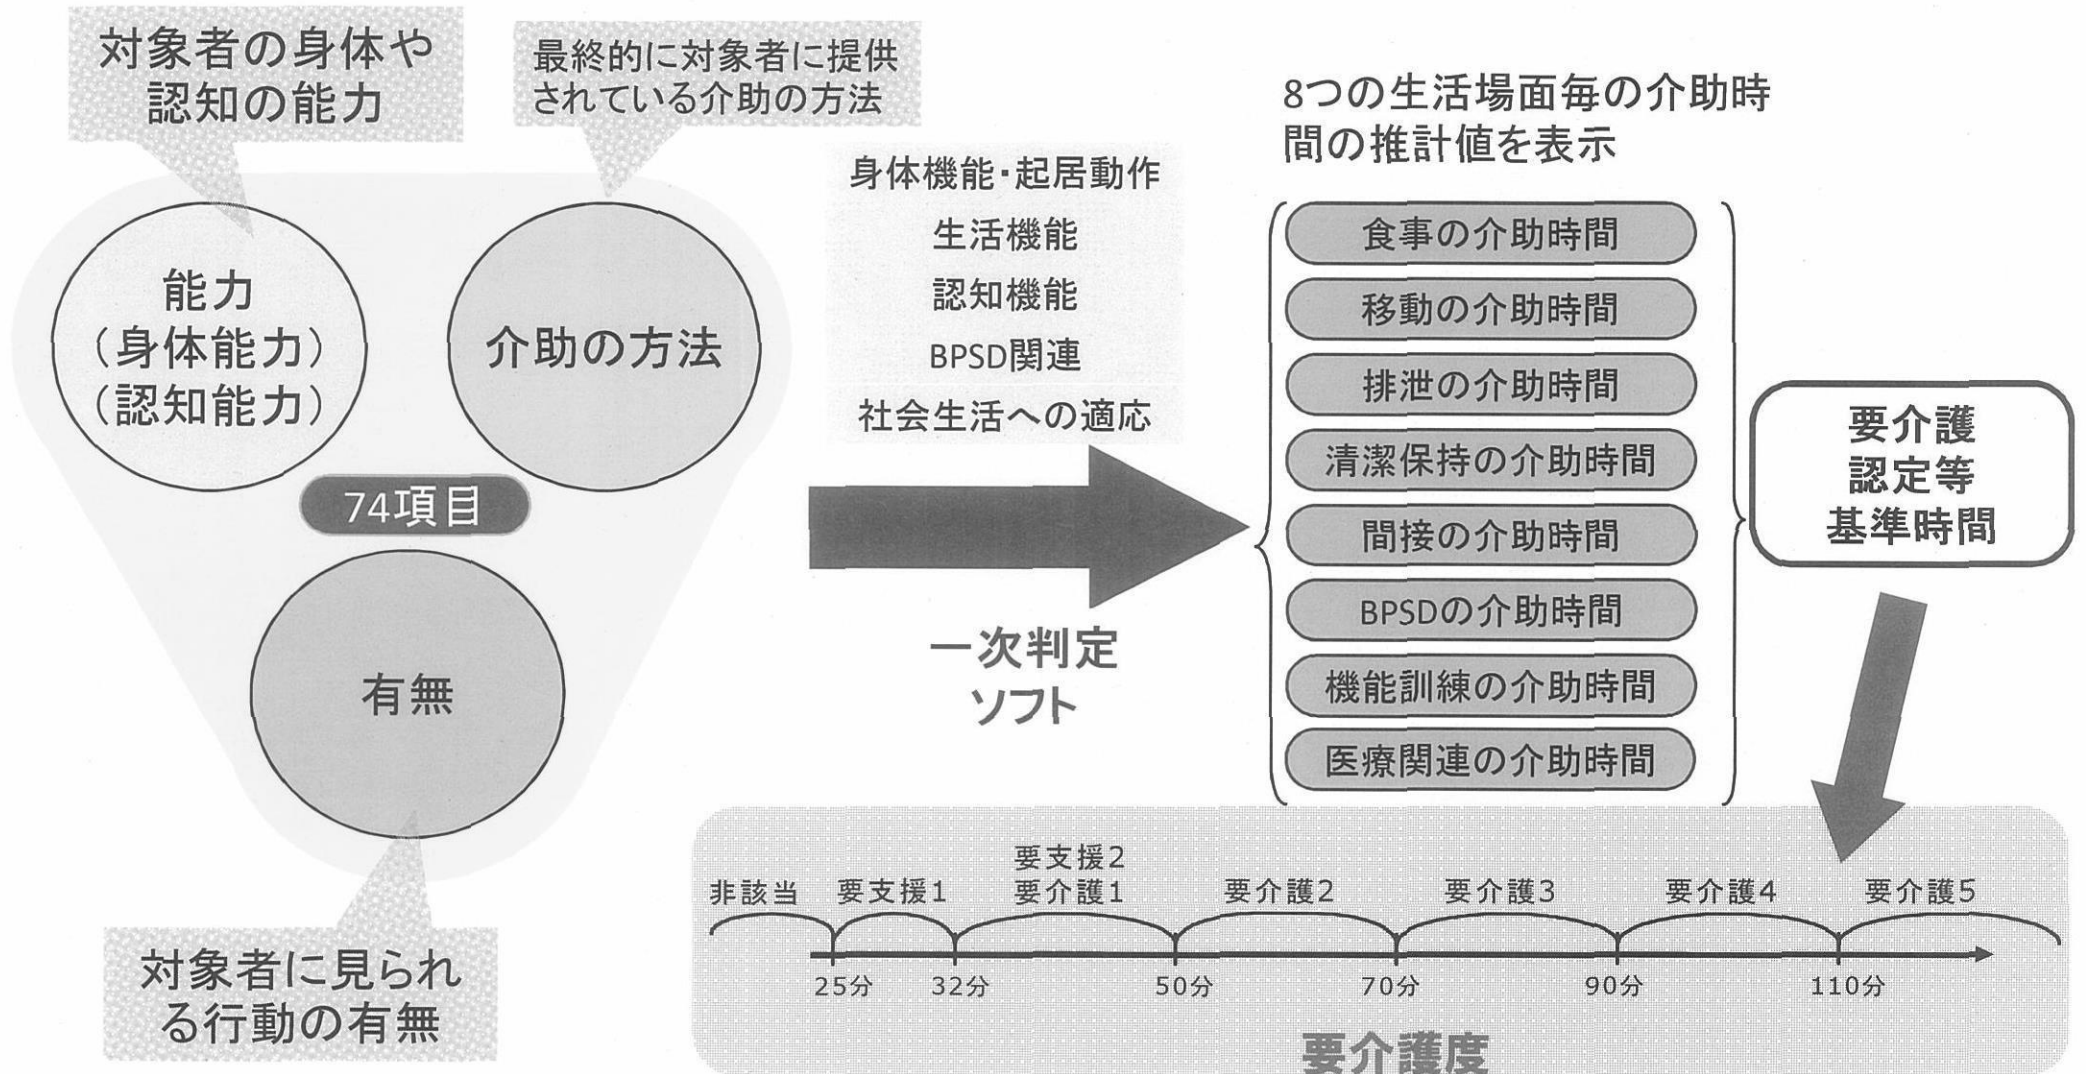 対象者の身体や
認知の能力
最終的に対象者に提供
されている介助の方法
能力
（身体能力）
（認知能力）
介助の方法
74項目
有無
対象者に見られ
る行動の有無
身体機能・起居動作
生活機能
認知機能
BPSD関連
社会生活への適応
一次判定
ソフト
8つの生活場面毎の介助時
間の推計値を表示
食事の介助時間
移動の介助時間
排泄の介助時間
清潔保持の介助時間
間接の介助時間
BPSDの介助時間
機能訓練の介助時間
医療関連の介助時間
要介護
認定等
基準時間
非該当
要支援1
要支援2
要介護1
要介護2
要介護3
要介護4
要介護5
25分
32分
50分
70分
90分
110分
要介護度